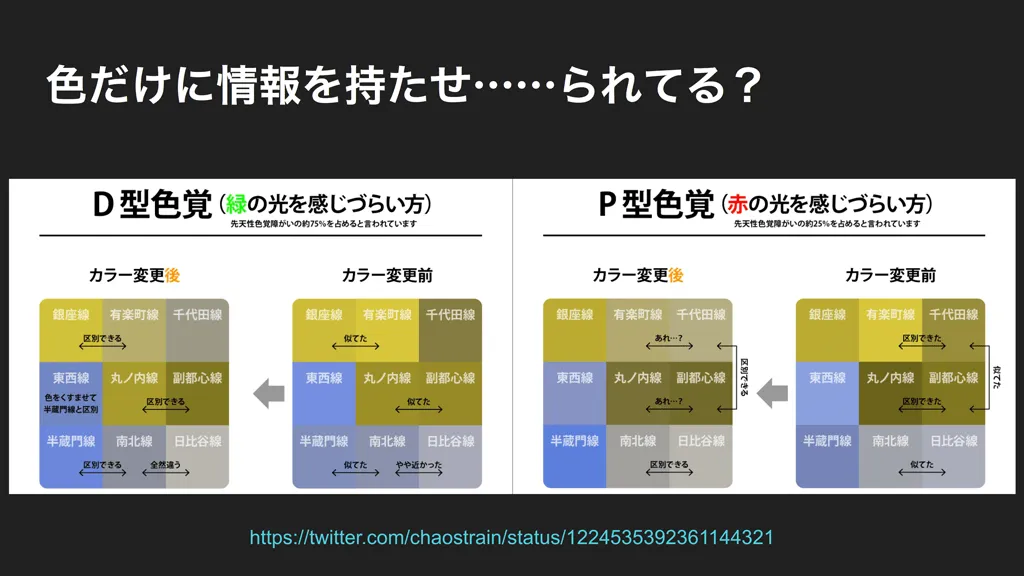 色だけに情報を持たせ……られてる？
D型色覚（緑の光を感じづらい方）
先天性色覚障がいの約75%を占めると言われています
カラー変更後
銀座線 有楽町線 千代田線
区別できる
東西線 丸ノ内線 副都心線
色をくすませて
半蔵門線と区別
区別できる
半蔵門線 南北線 日比谷線
区別できる 全然違う
カラー変更前
銀座線 有楽町線 千代田線
似てた
東西線 丸ノ内線 副都心線
似てた
半蔵門線 南北線 日比谷線
似てた やや近かった
P型色覚（赤の光を感じづらい方）
先天性色覚障がいの約25%を占めると言われています
カラー変更後
銀座線 有楽町線 千代田線
あれ…？
東西線 丸ノ内線 副都心線
あれ…？
区別できる
半蔵門線 南北線 日比谷線
区別できる
カラー変更前
銀座線 有楽町線 千代田線
区別できた
東西線 丸ノ内線 副都心線
区別できた
似てた
半蔵門線 南北線 日比谷線
似てた
https://twitter.com/chaostrain/status/1224535392361144321